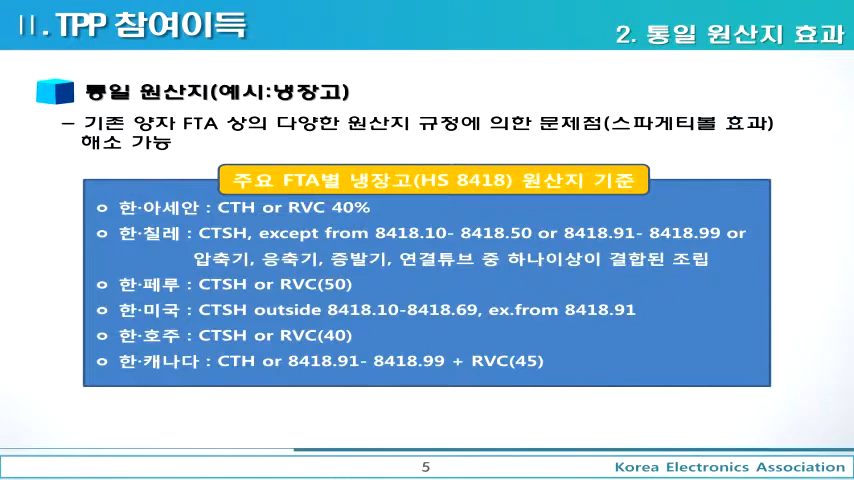 Ⅱ. TPP 참여이득
2. 통일 원산지 효과
통일 원산지(예시:냉장고)
– 기존 양자 FTA 상의 다양한 원산지 규정에 의한 문제점(스파게티볼 효과)
해소 가능
주요 FTA별 냉장고(HS 8418) 원산지 기준
o 한·아세안 : CTH or RVC 40%
o 한·칠레 : CTSH, except from 8418.10- 8418.50 or 8418.91- 8418.99 or
압축기, 응축기, 증발기, 연결튜브 중 하나이상이 결합된 조립
o 한·페루 : CTSH or RVC(50)
o 한·미국 : CTSH outside 8418.10-8418.69, ex.from 8418.91
o 한·호주 : CTSH or RVC(40)
o 한·캐나다 : CTH or 8418.91- 8418.99 + RVC(45)
5
Korea Electronics Association